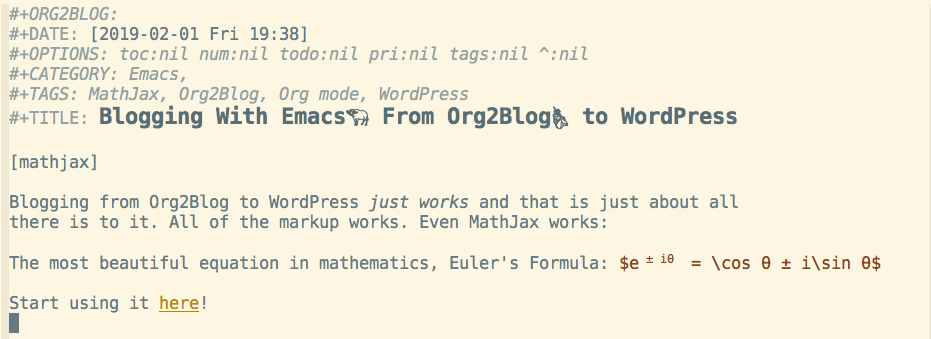 #+ORG2BLOG:
#+DATE: [2019-02-01 Fri 19:38]
#+OPTIONS: toc:nil num:nil todo:nil pri:nil tags:nil ^:nil
#+CATEGORY: Emacs,
#+TAGS: MathJax, Org2Blog, Org mode, WordPress
#+TITLE: Blogging With Emacs🐃 From Org2Blog🦄 to WordPress
[mathjax]
Blogging from Org2Blog to WordPress just works and that is just about all
there is to it. All of the markup works. Even MathJax works:
The most beautiful equation in mathematics, Euler's Formula: $e ± iθ = \cos θ ± i\sin θ$
Start using it here!